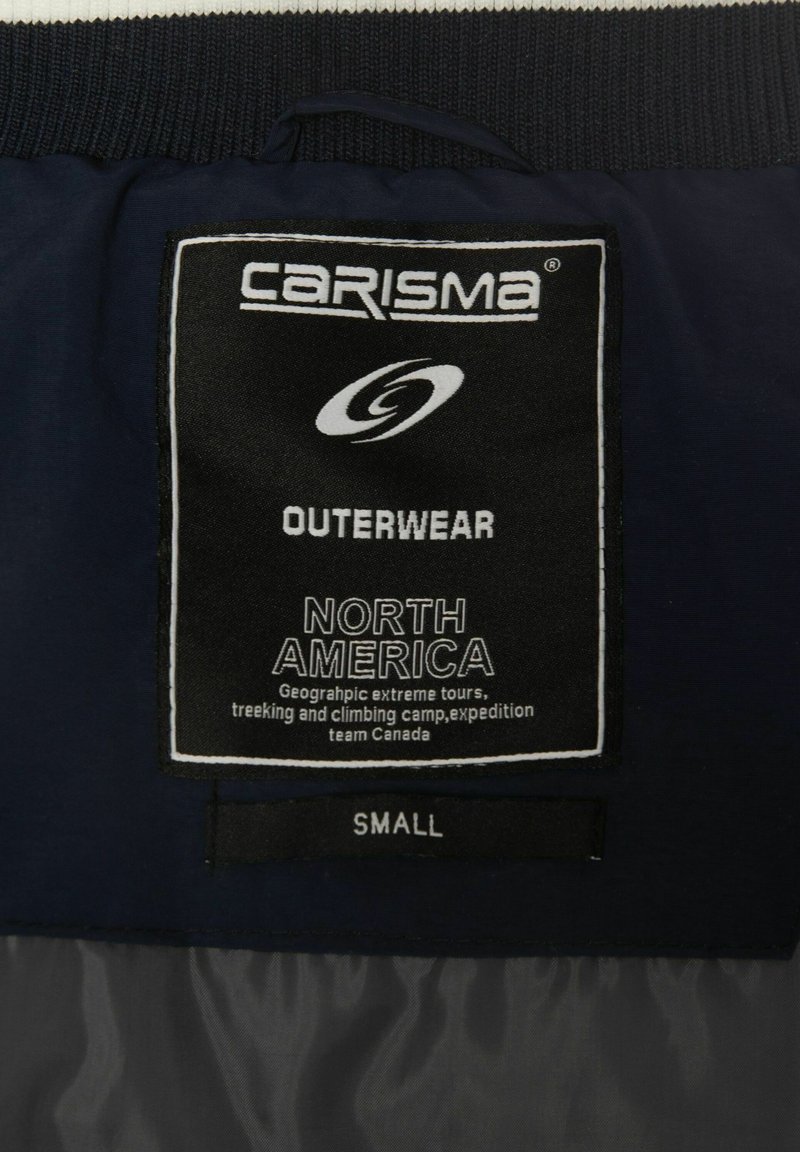 CARISMA®
OUTERWEAR
NORTH
AMERICA
Geograhpic extreme tours,
treeking and climbing camp,expedition
team Canada
SMALL